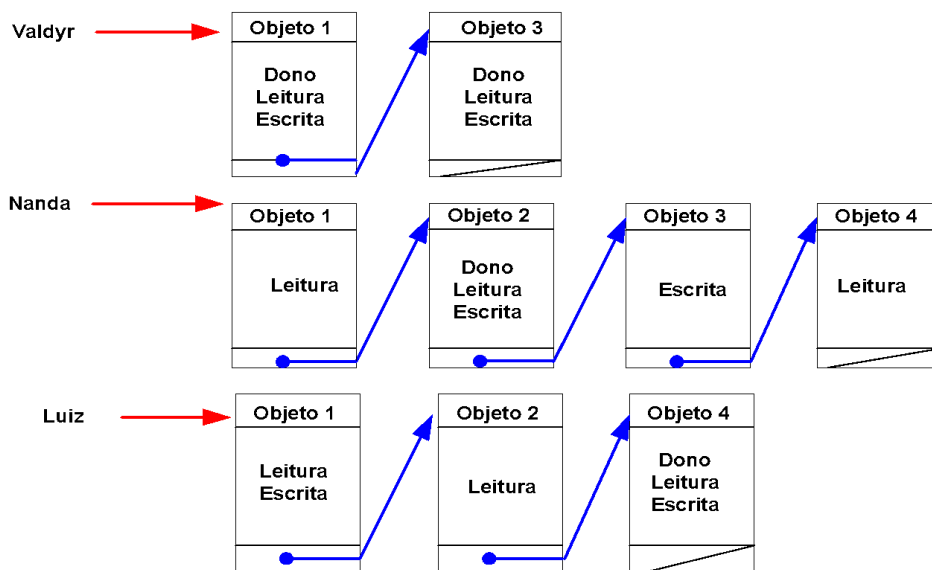 Valdyr
Objeto 1
Objeto 3
Dono
Leitura
Escrita
Dono
Leitura
Escrita
Nanda
Objeto 1
Objeto 2
Objeto 3
Objeto 4
Leitura
Dono
Leitura
Escrita
Escrita
Leitura
Luiz
Objeto 1
Objeto 2
Objeto 4
Leitura
Escrita
Leitura
Dono
Leitura
Escrita